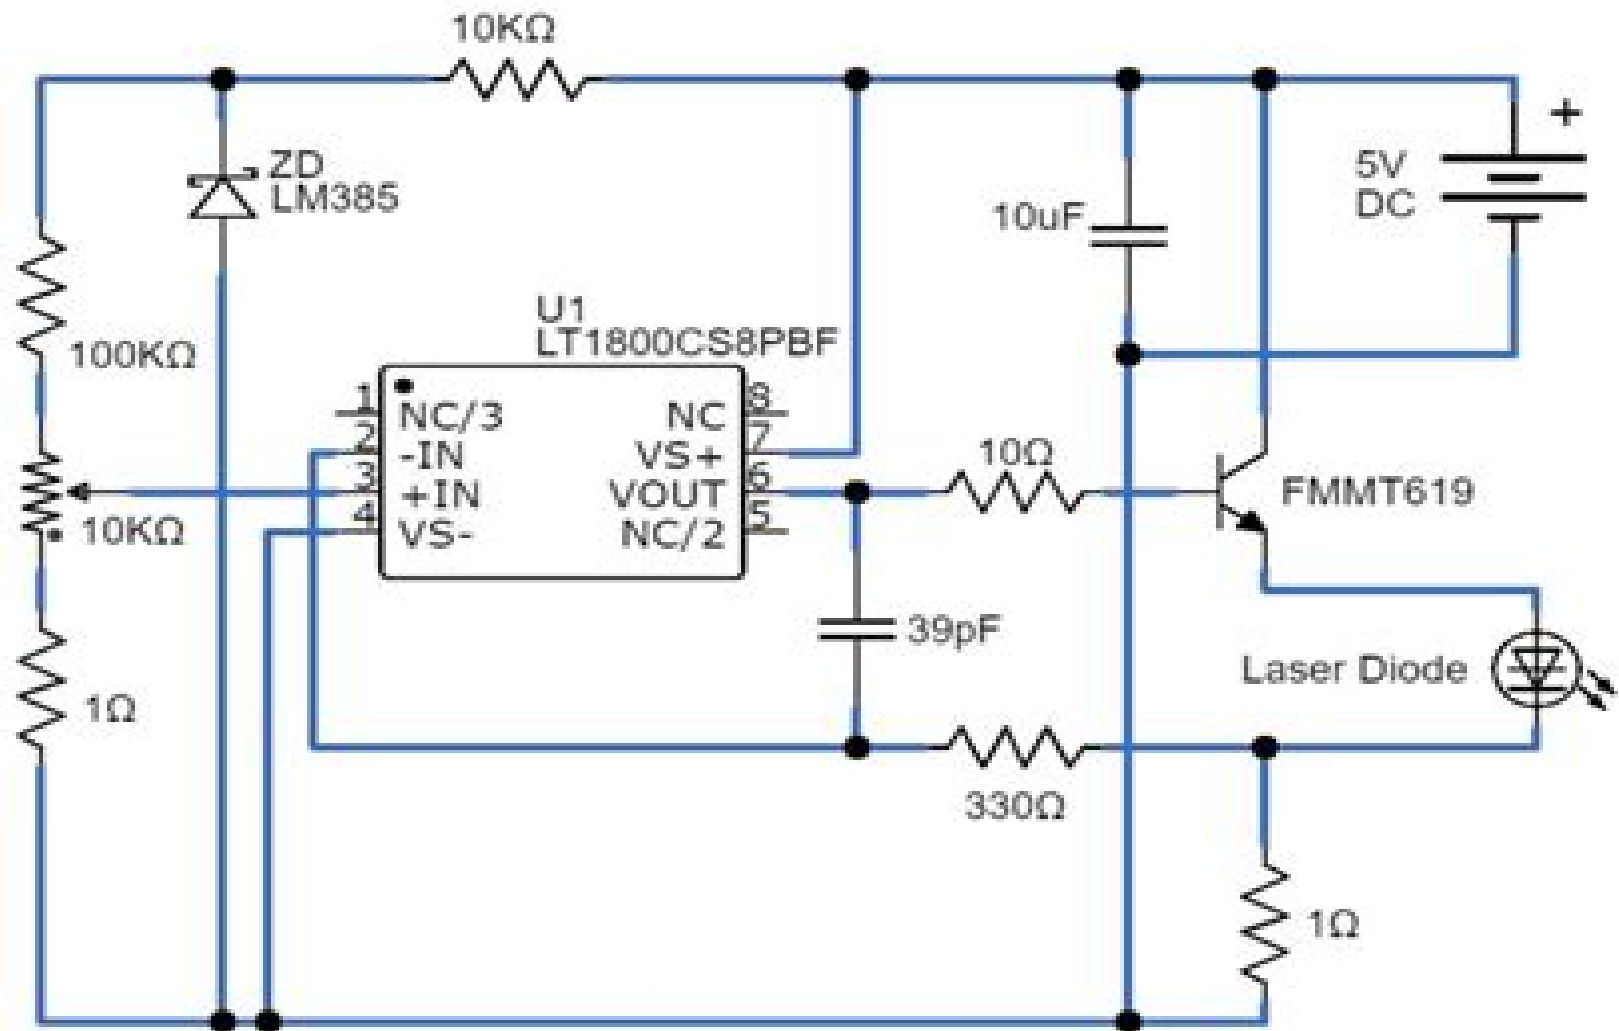 10KΩ
+
ZD
LM385
5V
DC
10uF
U1
LT1800CS8PBF
100KΩ
1
NC/3
NC
8
2
-IN
VS+
7
10Ω
3
+IN
VOUT
6
FMMT619
4
VS-
NC/2
5
10KΩ
39pF
Laser Diode
1Ω
330Ω
1Ω